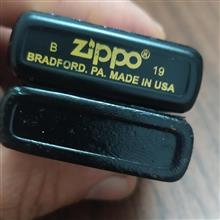 B zippo® 19
BRADFORD. PA. MADE IN USA